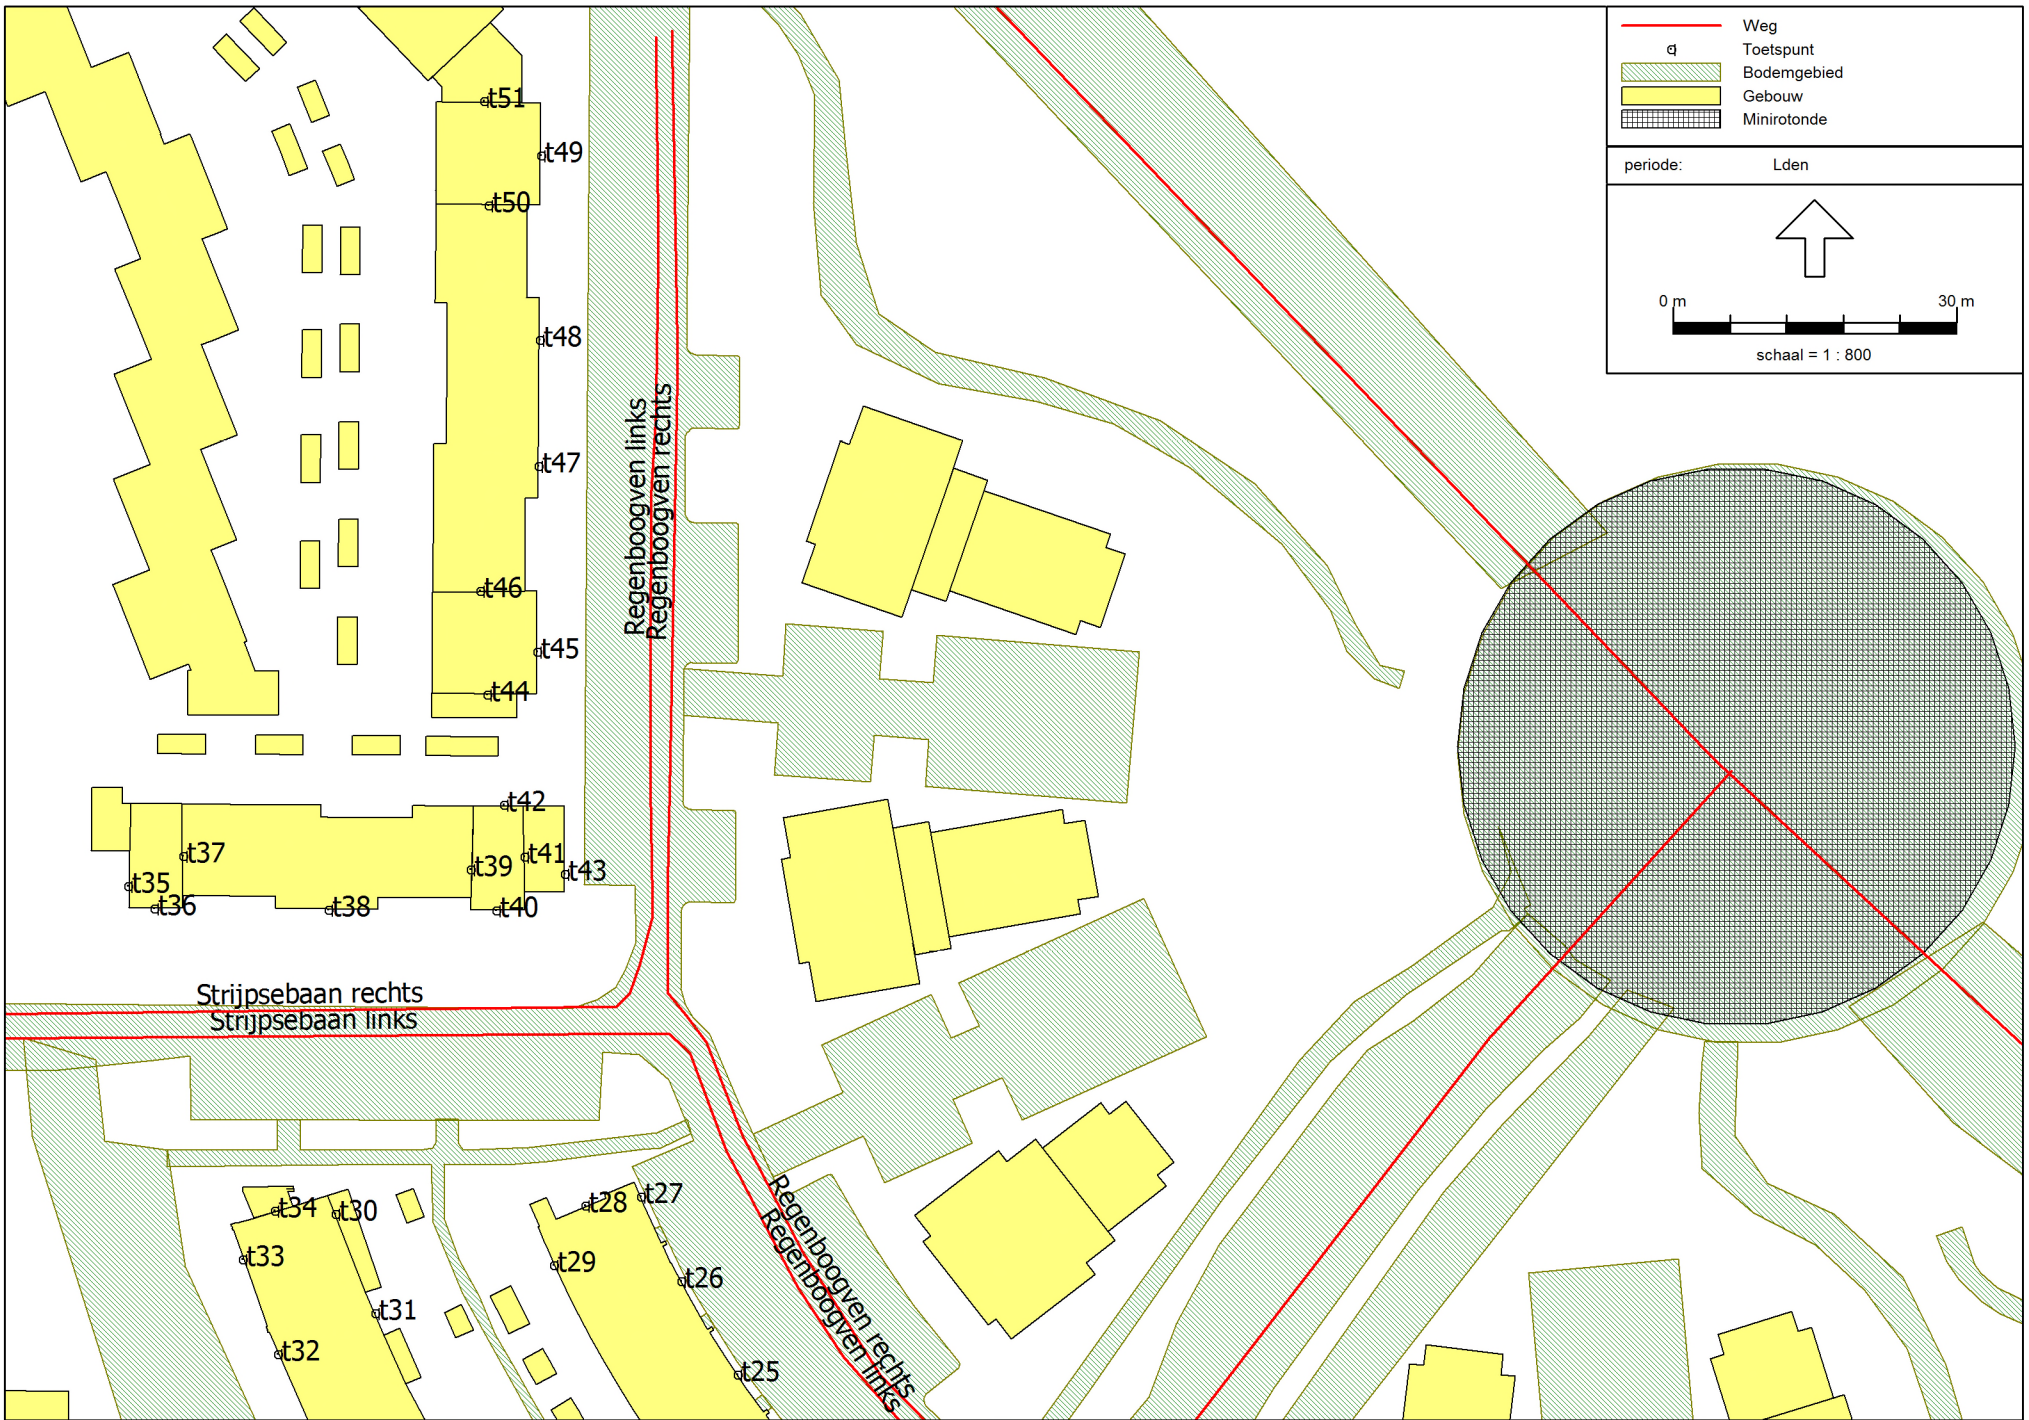 Weg
Toetspunt
Bodemgebied
Gebouw
Minirotonde
periode: Lden
0 m 30 m
schaal = 1 : 800
t51
t49
t50
t48
t47
t46
t45
t44
Regenboogven links
Regenboogven rechts
t42
t37
t39
t41
t43
t35
t36
t38
t40
Strijpsebaan rechts
Strijpsebaan links
t34
t30
t28
t27
t33
t29
t26
t31
t32
t25
Regenboogven rechts
Regenboogven links